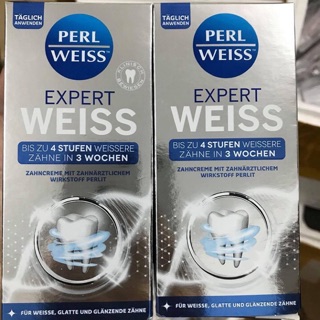 TÄGLICH
ANWENDEN
PERL
WEISS
KLINISCH
BEWIESEN
EXPERT
WEISS
BIS ZU 4 STUFEN WEISSERE
ZÄHNE IN 3 WOCHEN
ZAHNCREME MIT ZAHNÄRZTLICHEM
WIRKSTOFF PERLIT
FÜR WEISSE, GLATTE UND GLÄNZENDE ZÄHNE
TÄGLICH
ANWENDEN
PERL
WEISS
EXPERT
WEISS
BIS ZU 4 STUFEN WEISSERE
ZÄHNE IN 3 WOCHEN
ZAHNCREME MIT ZAHNÄRZTLICHEM
WIRKSTOFF PERLIT
FÜR WEISSE, GLATTE UND GLÄNZENDE ZÄHNE